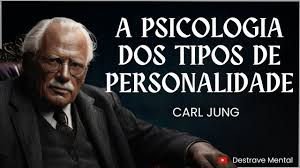 A PSICOLOGIA
DOS TIPOS DE
PERSONALIDADE
CARL JUNG
Destrave Mental